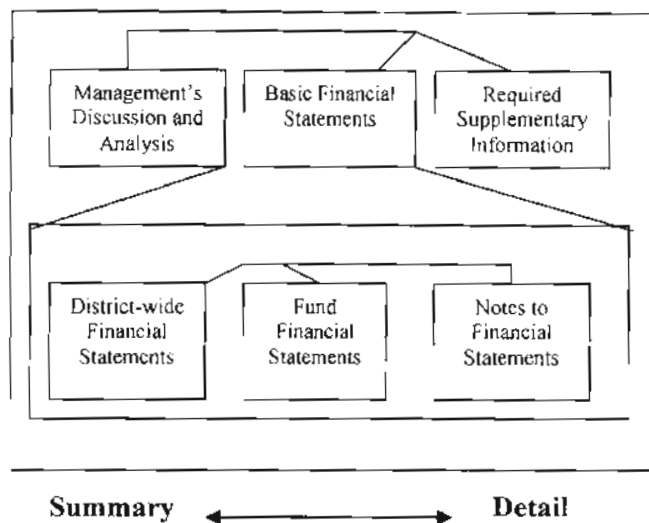 Management's
Discussion and
Analysis
Basic Financial
Statements
Required
Supplementary
Information
District-wide
Financial
Statements
Fund
Financial
Statements
Notes to
Financial
Statements
Summary
Detail